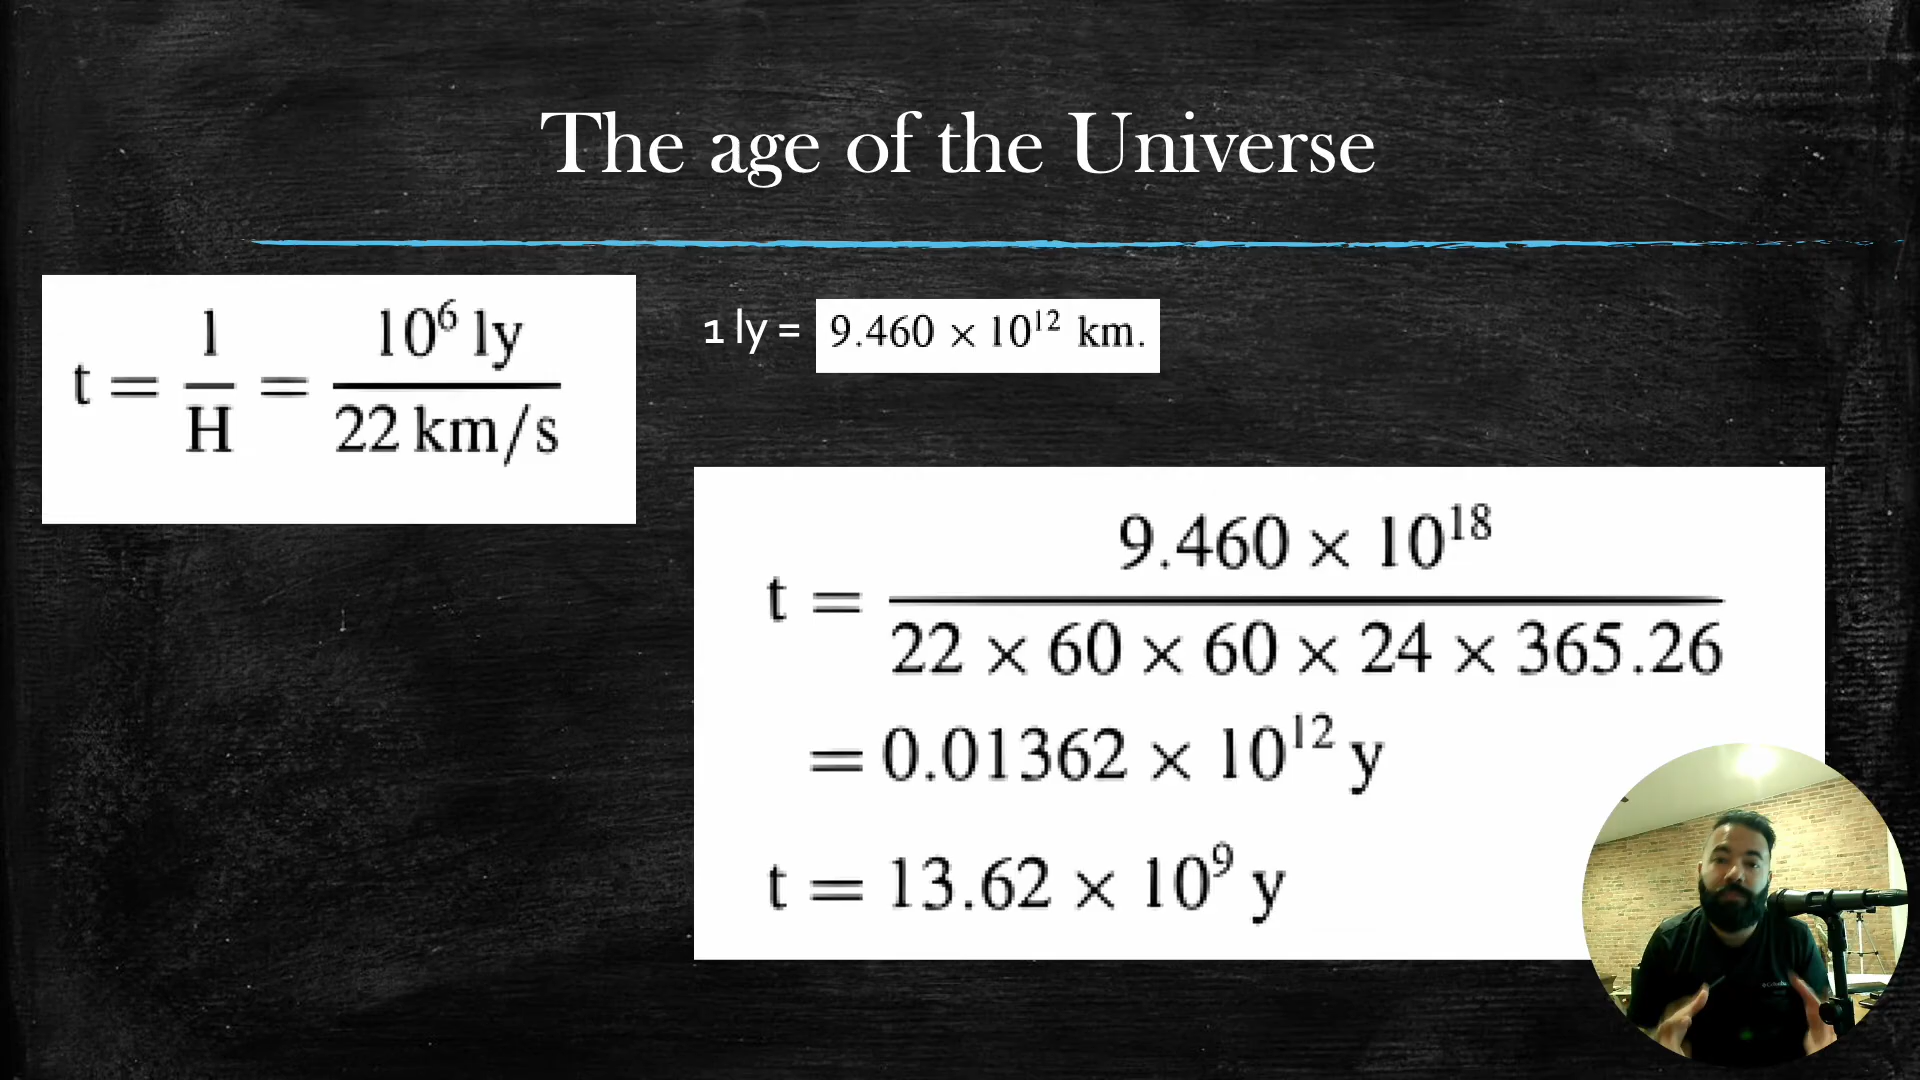 The age of the Universe
t = 1/H = 10⁶ ly / 22 km/s
1 ly = 9.460 × 10¹² km.
t = 9.460 × 10¹⁸ / 22 × 60 × 60 × 24 × 365.26
= 0.01362 × 10¹² y
t = 13.62 × 10⁹ y